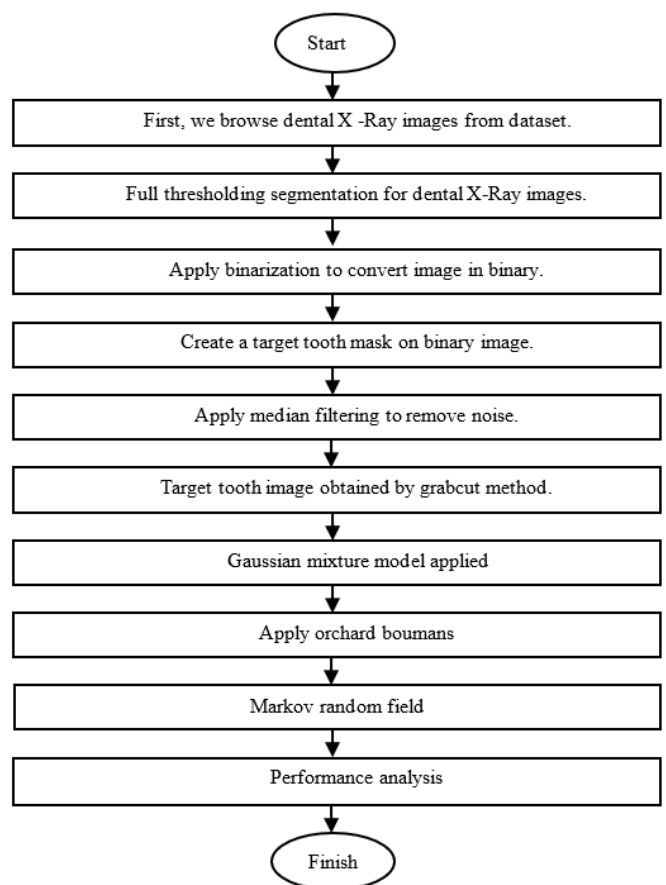 Start
First, we browse dental X -Ray images from dataset.
Full thresholding segmentation for dental X-Ray images.
Apply binarization to convert image in binary.
Create a target tooth mask on binary image.
Apply median filtering to remove noise.
Target tooth image obtained by grabcut method.
Gaussian mixture model applied
Apply orchard boumans
Markov random field
Performance analysis
Finish